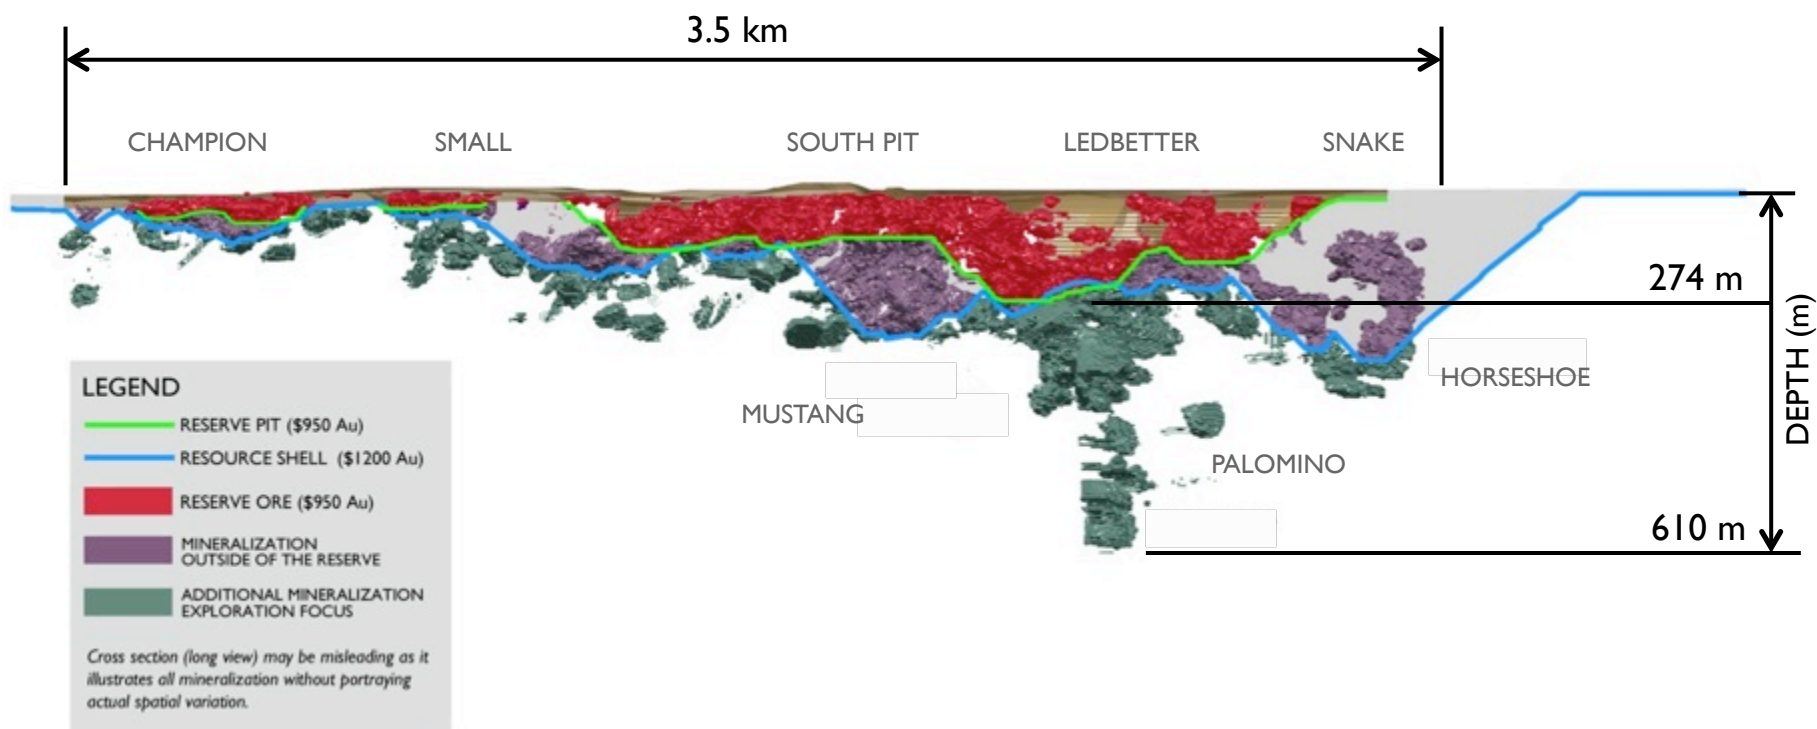 3.5 km
CHAMPION
SMALL
SOUTH PIT
LEDBETTER
SNAKE
274 m
DEPTH (m)
HORSESHOE
MUSTANG
PALOMINO
610 m
LEGEND
RESERVE PIT ($950 Au)
RESOURCE SHELL ($1200 Au)
RESERVE ORE ($950 Au)
MINERALIZATION
OUTSIDE OF THE RESERVE
ADDITIONAL MINERALIZATION
EXPLORATION FOCUS
Cross section (long view) may be misleading as it
illustrates all mineralization without portraying
actual spatial variation.